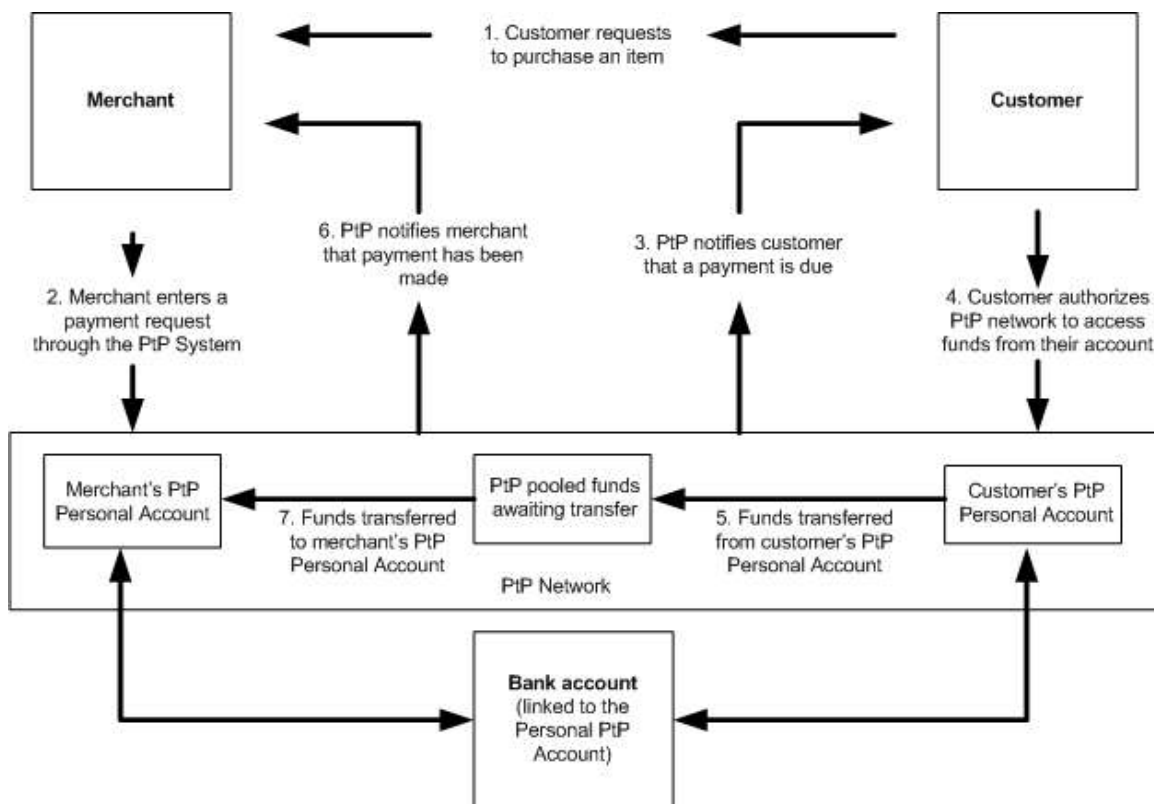 1. Customer requests
to purchase an item
Merchant
Customer
6. PtP notifies merchant
that payment has been
made
3. PtP notifies customer
that a payment is due
2. Merchant enters a
payment request
through the PtP System
4. Customer authorizes
PtP network to access
funds from their account
Merchant's PtP
Personal Account
PtP pooled funds
awaiting transfer
Customer's PtP
Personal Account
7. Funds transferred
to merchant's PtP
Personal Account
5. Funds transferred
from customer's PtP
Personal Account
PtP Network
Bank account
(linked to the
Personal PtP
Account)